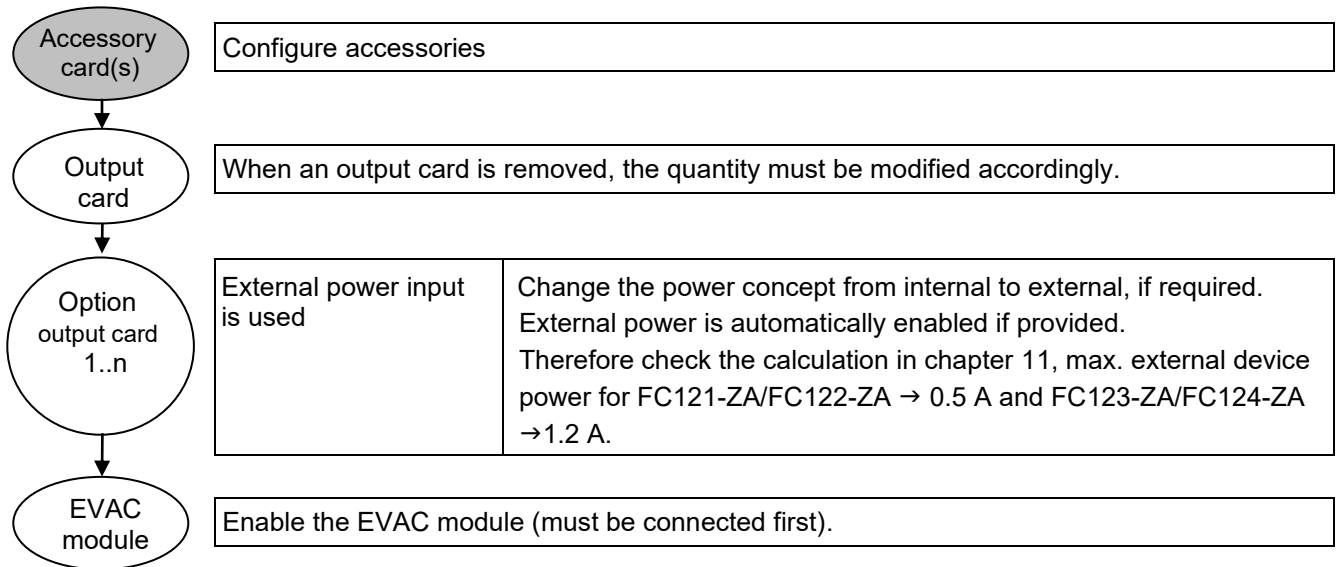 Accessory
card(s)
Configure accessories
Output
card
When an output card is removed, the quantity must be modified accordingly.
Option
output card
1..n
External power input
is used
Change the power concept from internal to external, if required.
External power is automatically enabled if provided.
Therefore check the calculation in chapter 11, max. external device
power for FC121-ZA/FC122-ZA → 0.5 A and FC123-ZA/FC124-ZA
→1.2 A.
EVAC
module
Enable the EVAC module (must be connected first).